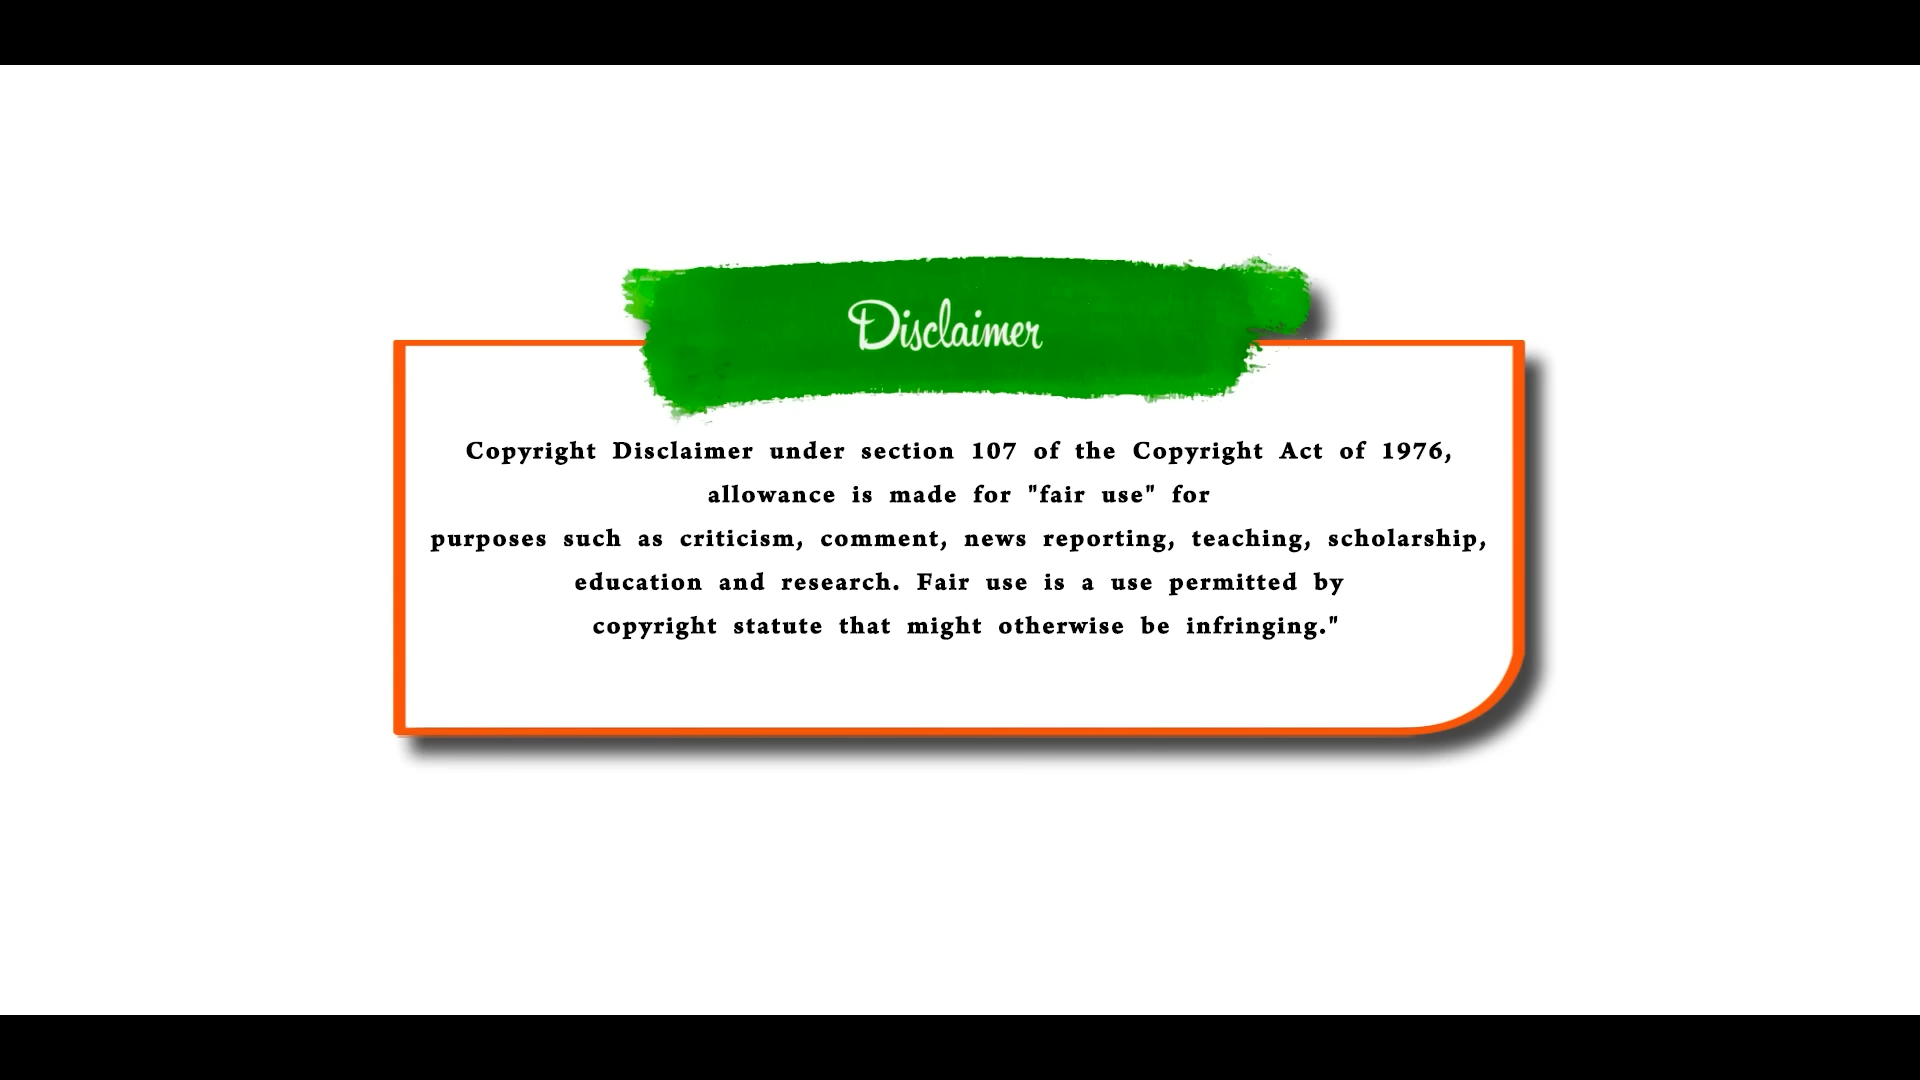 Disclaimer
Copyright Disclaimer under section 107 of the Copyright Act of 1976,
allowance is made for "fair use" for
purposes such as criticism, comment, news reporting, teaching, scholarship,
education and research. Fair use is a use permitted by
copyright statute that might otherwise be infringing."